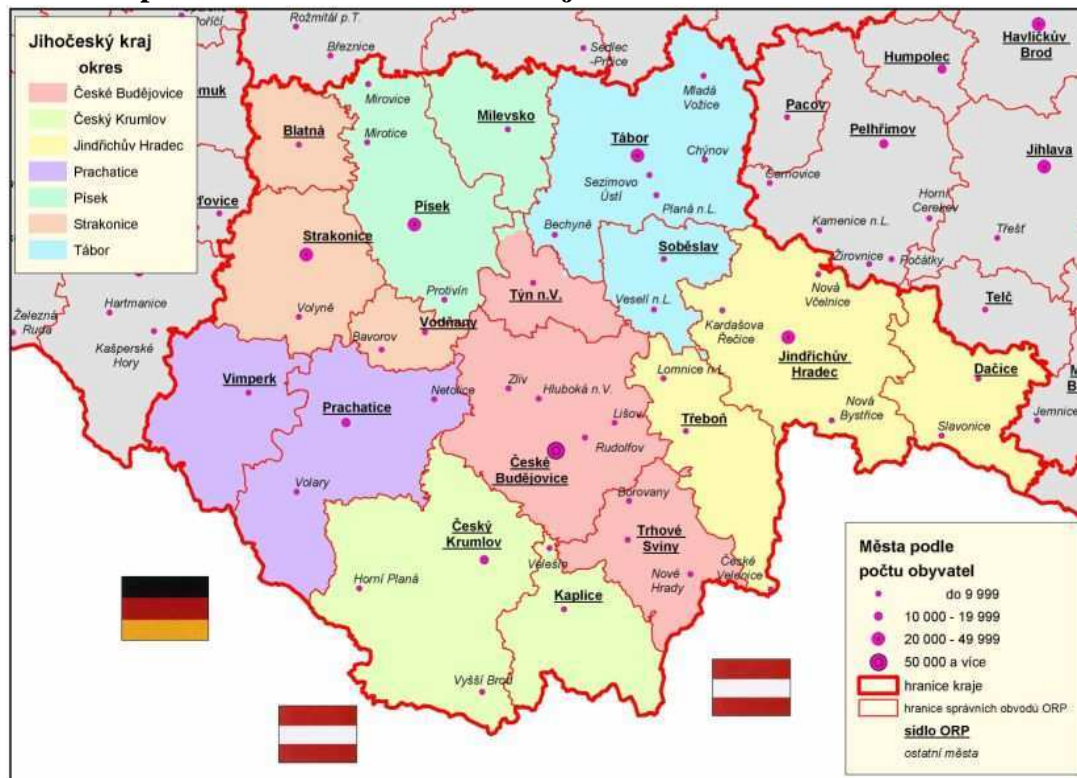 Jihočeský kraj
okres
České Budějovice
Český Krumlov
Jindřichův Hradec
Prachatice
Písek
Strakonice
Tábor
Rožmitál p.T.
Březnice
Sedlec
-Prčice
Havlíčkův
Brod
Humpolec
Mirovice
Mladá
Vožice
Pacov
muk
Blatná
Mirotice
Milevsko
Tábor
Chýnov
Pelhřimov
Jihlava
Černovice
Sezimovo
Ústí
Planá n.L.
Horní
Cerekev
ďovice
Písek
Strakonice
Bechyně
Soběslav
Kamenice n.L.
Třešť
Žirovnice
Počátky
Týn n.V.
Nová
Včelnice
Telč
Hartmanice
Železná
Ruda
Kašperské
Hory
Protivín
Volyně
Vodňany
Bavorov
Veselí n.L.
Kardašova
Řečice
Jindřichův
Hradec
Dačice
Vimperk
Prachatice
Netolice
Zliv
Hluboká n.V.
Lomnice n.L.
Třeboň
Nová
Bystřice
Slavonice
Jemnice
Lišov
Rudolfov
České
Budějovice
Volary
Borovany
Trhové
Sviny
Český
Krumlov
Velešín
Nové
Hrady
České
Velenice
Horní Planá
Kaplice
Vyšší Brod
Města podle
počtu obyvatel
do 9 999
10 000 - 19 999
20 000 - 49 999
50 000 a více
hranice kraje
hranice správních obvodů ORP
sídlo ORP
ostatní města